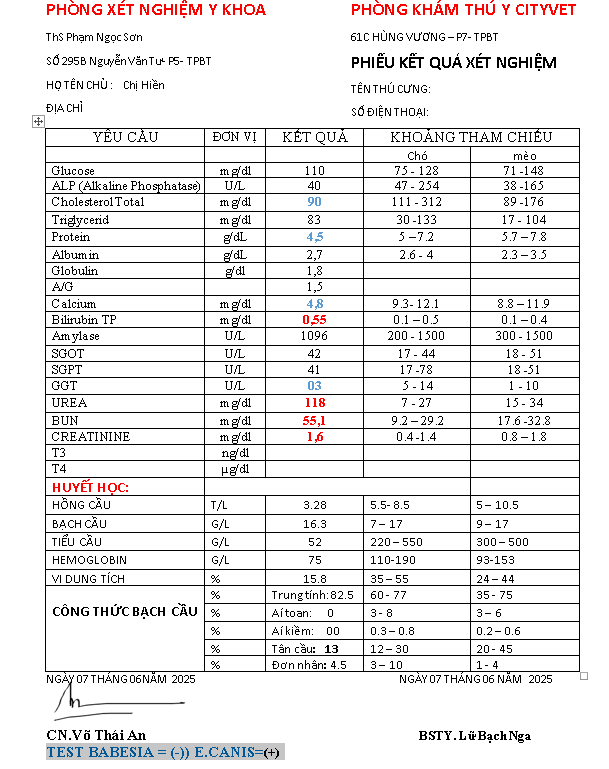 PHÒNG XÉT NGHIỆM Y KHOA PHÒNG KHÁM THÚ Y CITYVET
ThS Phạm Ngọc Sơn 61C HÙNG VƯƠNG – P7- TPBT
SỐ 295B Nguyễn Văn Tư- P5- TPBT PHIẾU KẾT QUẢ XÉT NGHIỆM
HỌ TÊN CHỦ : Chị Hiền TÊN THÚ CƯNG:
ĐỊA CHỈ SỐ ĐIỆN THOẠI:
YÊU CẦU ĐƠN VỊ KẾT QUẢ KHOẢNG THAM CHIẾU
Chó mèo
Glucose mg/dl 110 75 - 128 71 -148
ALP (Alkaline Phosphatase) U/L 40 47 - 254 38 -165
Cholesterol Total mg/dl 90 111 - 312 89 -176
Triglycerid mg/dl 83 30 -133 17 - 104
Protein g/dL 4,5 5 –7.2 5.7 – 7.8
Albumin g/dL 2,7 2.6 - 4 2.3 – 3.5
Globulin g/dl 1,8
A/G 1,5
Calcium mg/dl 4,8 9.3- 12.1 8.8 – 11.9
Bilirubin TP mg/dl 0,55 0.1 – 0.5 0.1 – 0.4
Amylase U/L 1096 200 - 1500 300 - 1500
SGOT U/L 42 17 - 44 18 - 51
SGPT U/L 41 17 -78 18 -51
GGT U/L 03 5 - 14 1 - 10
UREA mg/dl 118 7 - 27 15 - 34
BUN mg/dl 55,1 9.2 – 29.2 17.6 -32.8
CREATININE mg/dl 1,6 0.4 -1.4 0.8 – 1.8
T3 ng/dl
T4 µg/dl
HUYẾT HỌC:
HỒNG CẦU T/L 3.28 5.5- 8.5 5 – 10.5
BẠCH CẦU G/L 16.3 7 – 17 9 – 17
TIỂU CẦU G/L 52 220 – 550 300 – 500
HEMOGLOBIN G/L 75 110-190 93-153
VI DUNG TÍCH % 15.8 35 – 55 24 – 44
CÔNG THỨC BẠCH CẦU % Trung tính: 82.5 60 - 77 35 - 75
% Aí toan: 0 3 - 8 3 – 6
% Aí kiềm: 00 0.3 – 0.8 0.2 – 0.6
% Tân cầu: 13 12 – 30 20 - 45
% Đơn nhân: 4.5 3 – 10 1 - 4
NGÀY 07 THÁNG 06 NĂM 2025 NGÀY 07 THÁNG 06 NĂM 2025
CN.Võ Thái An BSTY. Lữ Bạch Nga
TEST BABESIA = (-)) E.CANIS=(+)